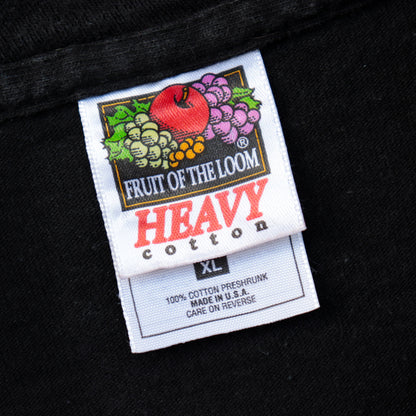 FRUIT OF THE LOOM ®
HEAVY
cotton
XL
100% COTTON PRESHRUNK
MADE IN U.S.A.
CARE ON REVERSE